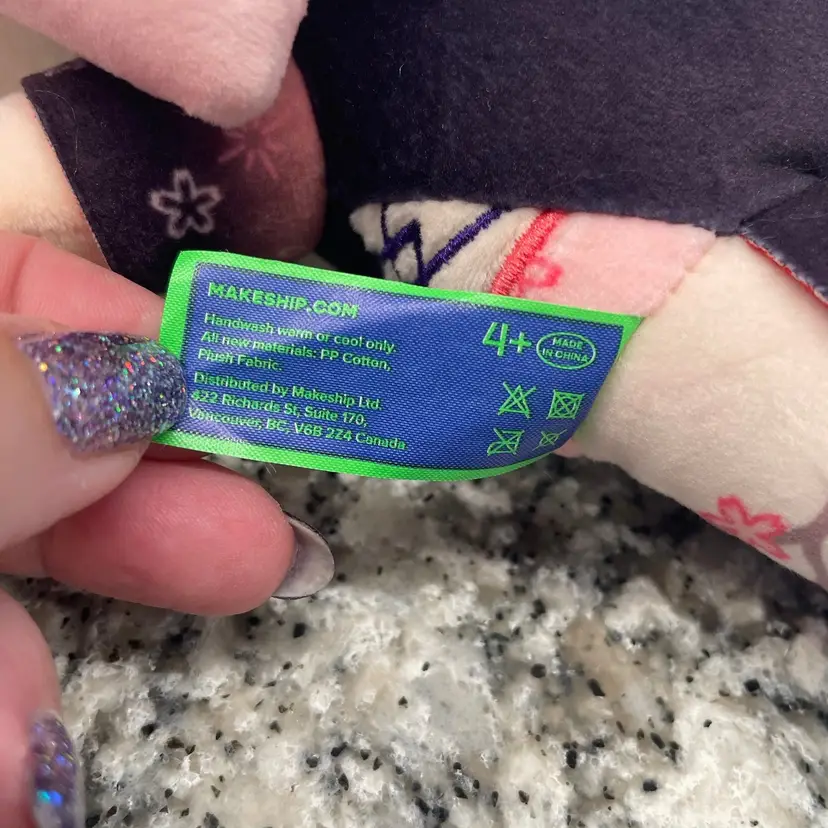 MAKESHIP.COM
Handwash warm or cool only.
All new materials: PP Cotton,
Plush Fabric.
Distributed by Makeship Ltd.
422 Richards St, Suite 170,
Vancouver, BC, V6B 2Z4 Canada
4+
MADE
IN CHINA